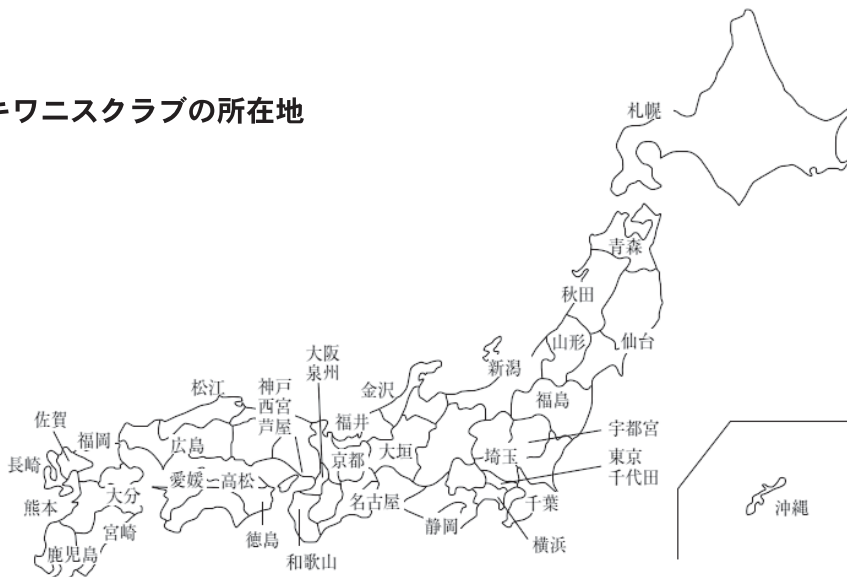 キワニスクラブの所在地
札幌
青森
秋田
山形
仙台
新潟
福島
宇都宮
埼玉
東京
千代田
千葉
横浜
静岡
名古屋
大垣
金沢
福井
京都
大阪
泉州
神戸
西宮
芦屋
和歌山
松江
広島
愛媛
高松
徳島
佐賀
福岡
長崎
大分
熊本
宮崎
鹿児島
沖縄